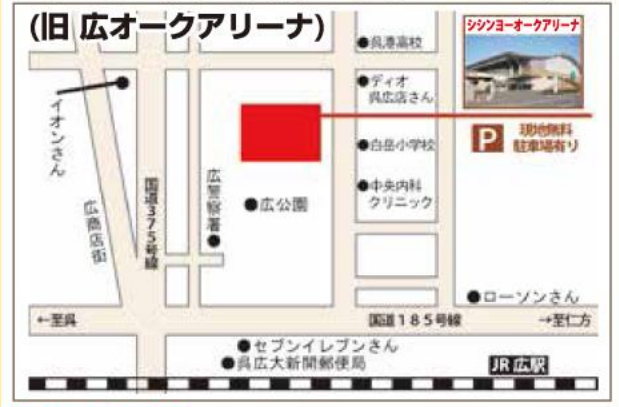 (旧 広オークアリーナ)
シシンヨーオークアリーナ
●呉港高校
●ディオ
呉広店さん
イオンさん
P
現地無料
駐車場有り
●白岳小学校
●中央内科
クリニック
広警察署●
●広公園
国道375号線
広商店街
●ローソンさん
←至呉
国道185号線
→至仁方
●セブンイレブンさん
●呉広大新開郵便局
JR 広駅